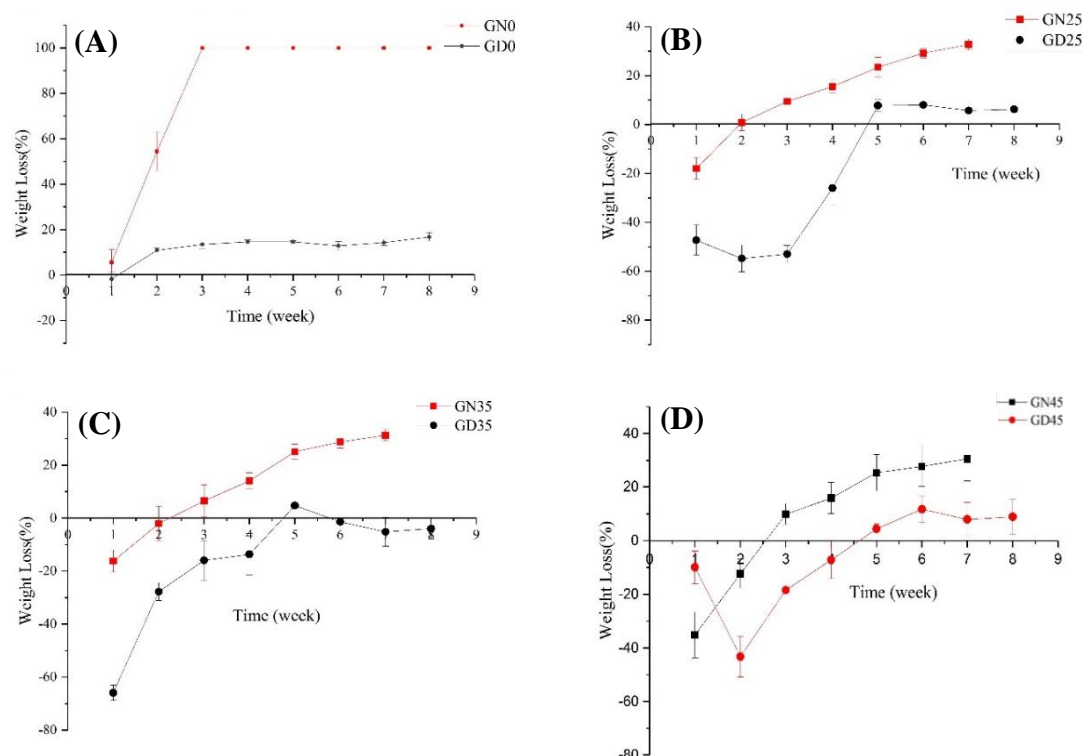 (A)
GN0
GD0
100
80
60
40
20
0
-20
0 1 2 3 4 5 6 7 8 9
Weight Loss(%)
Time (week)
(B)
GN25
GD25
40
20
0
-20
-40
-60
-80
0 1 2 3 4 5 6 7 8 9
Weight Loss(%)
Time (week)
(C)
GN35
GD35
40
20
0
-20
-40
-60
-80
0 1 2 3 4 5 6 7 8 9
Weight Loss(%)
Time (week)
(D)
GN45
GD45
40
20
0
-20
-40
-60
-80
0 1 2 3 4 5 6 7 8 9
Weight Loss(%)
Time (week)